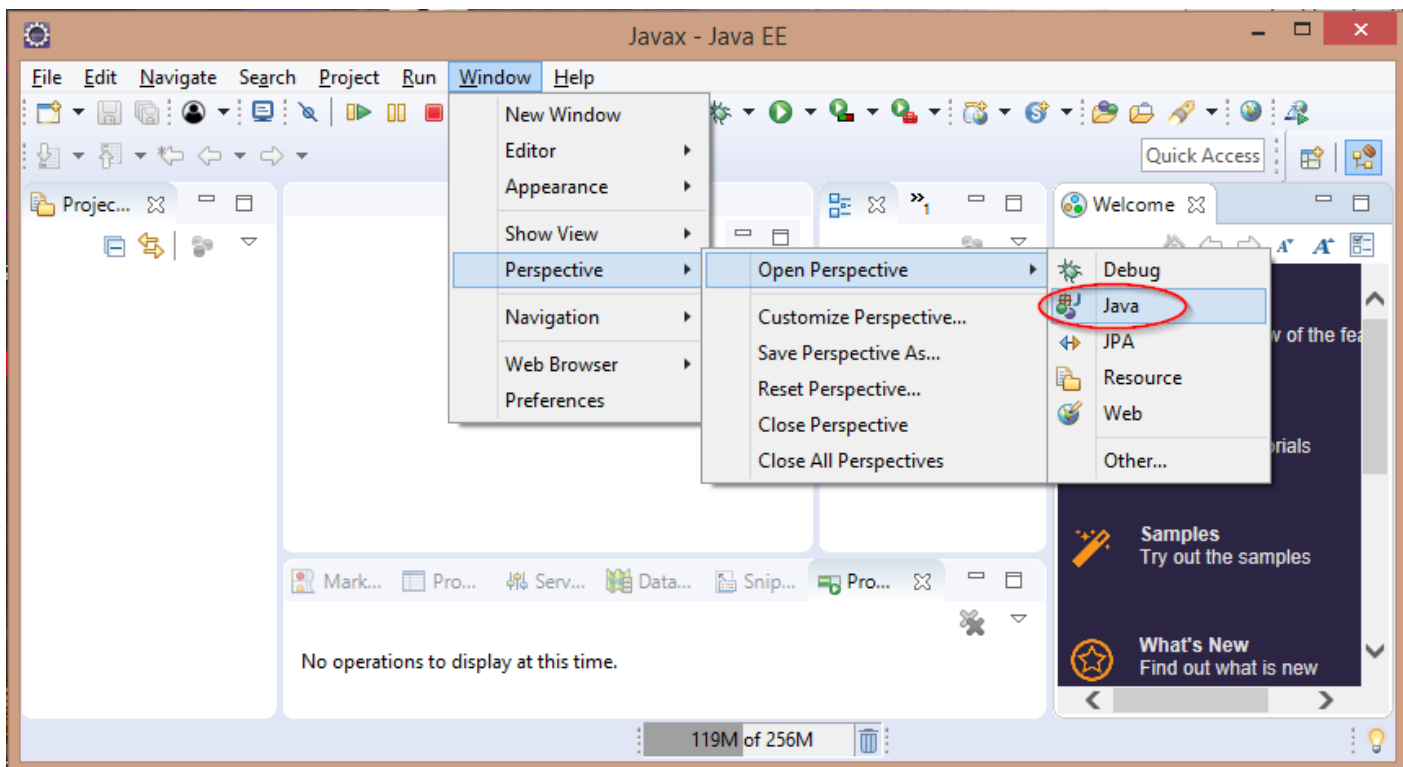 Javax - Java EE
File Edit Navigate Search Project Run Window Help
Quick Access
Projec...
1
Welcome
New Window
Editor
Appearance
Show View
Perspective
Navigation
Web Browser
Preferences
Open Perspective
Customize Perspective...
Save Perspective As...
Reset Perspective...
Close Perspective
Close All Perspectives
Debug
Java
JPA
Resource
Web
Other...
w of the fea
orials
Samples
Try out the samples
What's New
Find out what is new
Mark... Pro... Serv... Data... Snip... Pro...
No operations to display at this time.
119M of 256M